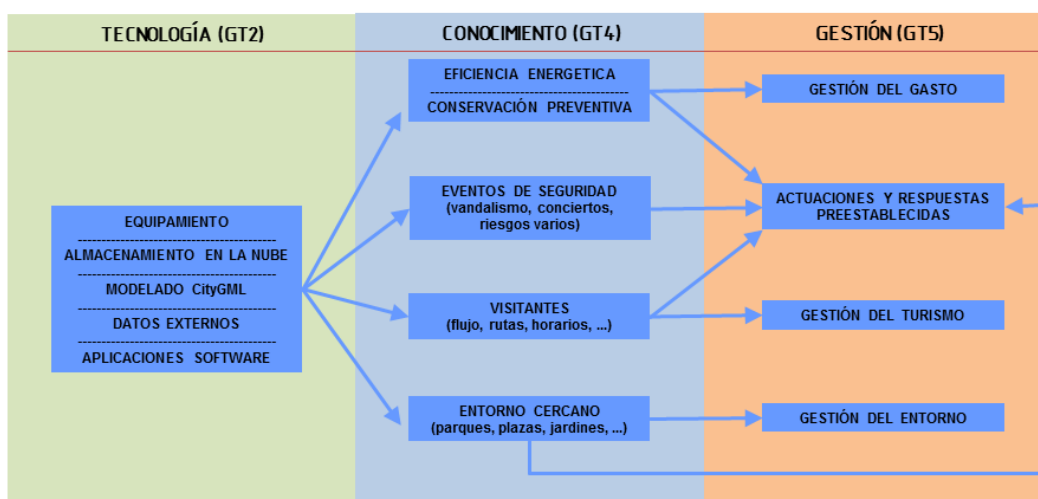 TECNOLOGÍA (GT2)
CONOCIMIENTO (GT4)
GESTIÓN (GT5)
EQUIPAMIENTO
ALMACENAMIENTO EN LA NUBE
MODELADO CityGML
DATOS EXTERNOS
APLICACIONES SOFTWARE
EFICIENCIA ENERGETICA
CONSERVACIÓN PREVENTIVA
EVENTOS DE SEGURIDAD
(vandalismo, conciertos,
riesgos varios)
VISITANTES
(flujo, rutas, horarios, ...)
ENTORNO CERCANO
(parques, plazas, jardines, ...)
GESTIÓN DEL GASTO
ACTUACIONES Y RESPUESTAS
PREESTABLECIDAS
GESTIÓN DEL TURISMO
GESTIÓN DEL ENTORNO